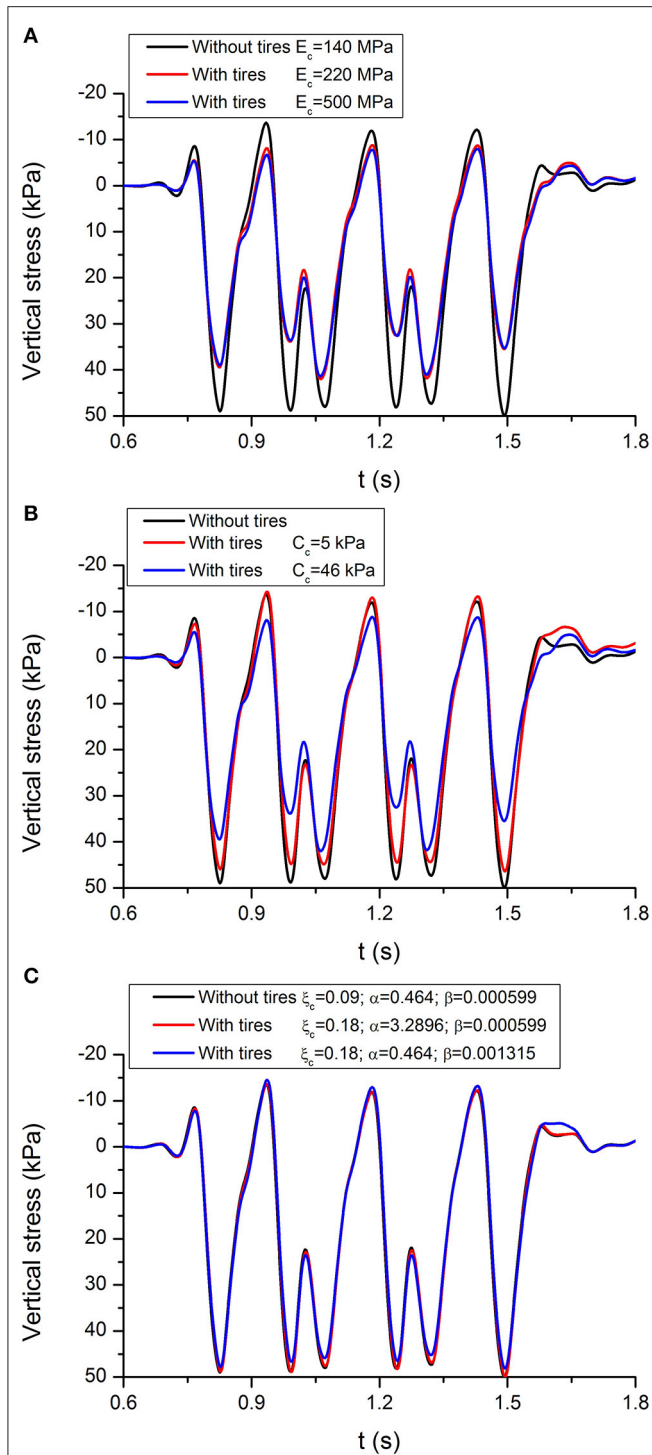 A
Without tires E_c=140 MPa
With tires E_c=220 MPa
With tires E_c=500 MPa
-20
-10
0
10
20
30
40
50
Vertical stress (kPa)
0.6 0.9 1.2 1.5 1.8
t (s)
B
Without tires
With tires C_c=5 kPa
With tires C_c=46 kPa
-20
-10
0
10
20
30
40
50
Vertical stress (kPa)
0.6 0.9 1.2 1.5 1.8
t (s)
C
Without tires ξ_c=0.09; α=0.464; β=0.000599
With tires ξ_c=0.18; α=3.2896; β=0.000599
With tires ξ_c=0.18; α=0.464; β=0.001315
-20
-10
0
10
20
30
40
50
Vertical stress (kPa)
0.6 0.9 1.2 1.5 1.8
t (s)